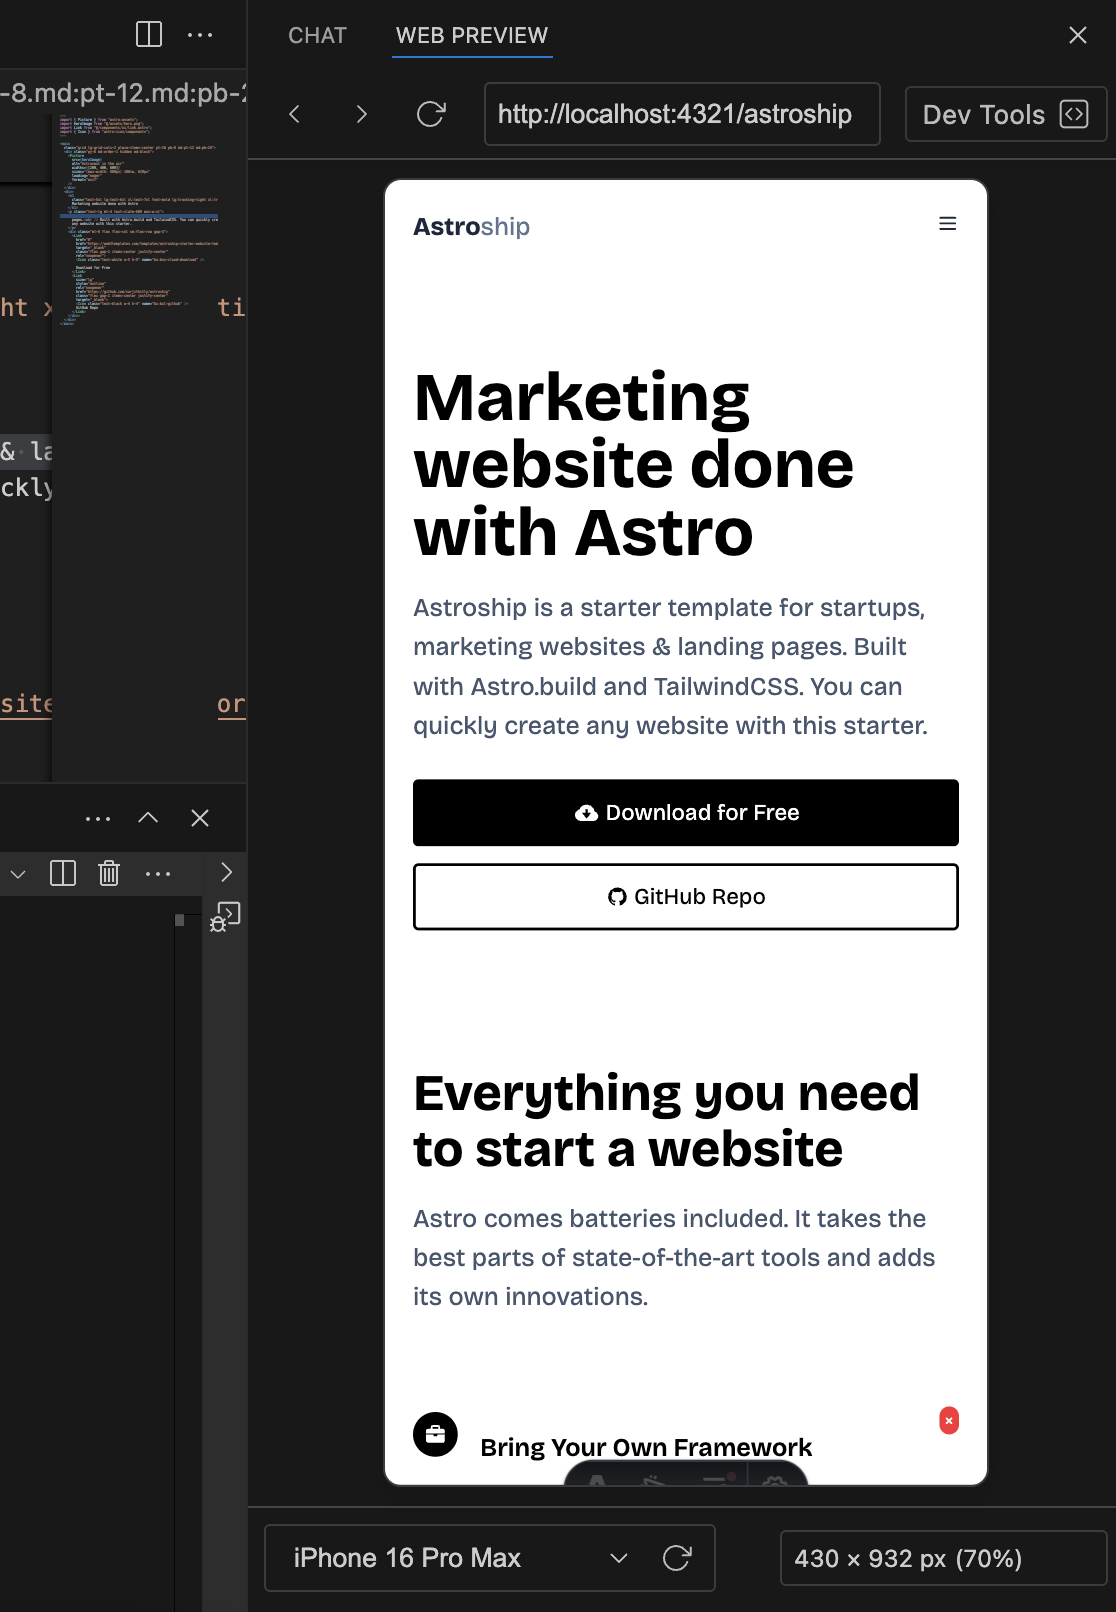 CHAT
WEB PREVIEW
-8.md:pt-12.md:pb-2
http://localhost:4321/astroship
Dev Tools
Astroship
ht
ti
Marketing
website done
with Astro
& la
ckly
Astroship is a starter template for startups,
marketing websites & landing pages. Built
with Astro.build and TailwindCSS. You can
quickly create any website with this starter.
site
or
Download for Free
GitHub Repo
Everything you need
to start a website
Astro comes batteries included. It takes the
best parts of state-of-the-art tools and adds
its own innovations.
Bring Your Own Framework
iPhone 16 Pro Max
430 × 932 px (70%)